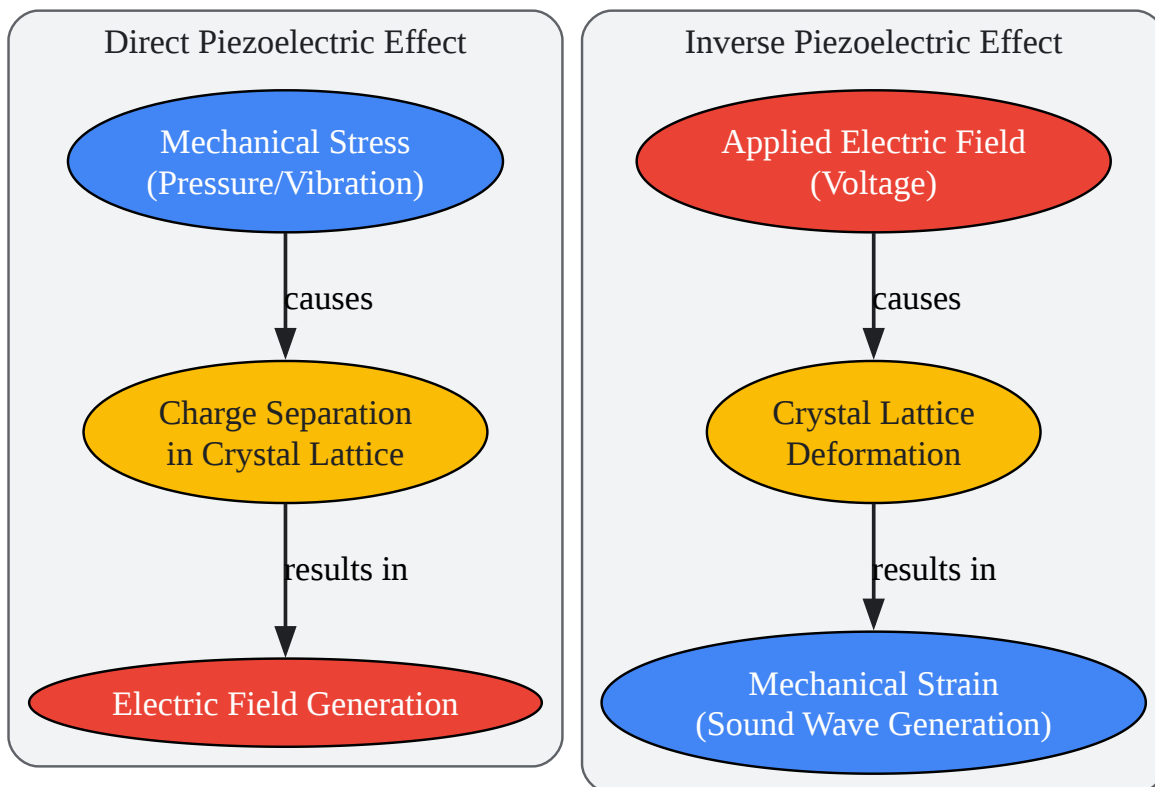 Direct Piezoelectric Effect
Mechanical Stress
(Pressure/Vibration)
causes
Charge Separation
in Crystal Lattice
results in
Electric Field Generation
Inverse Piezoelectric Effect
Applied Electric Field
(Voltage)
causes
Crystal Lattice
Deformation
results in
Mechanical Strain
(Sound Wave Generation)